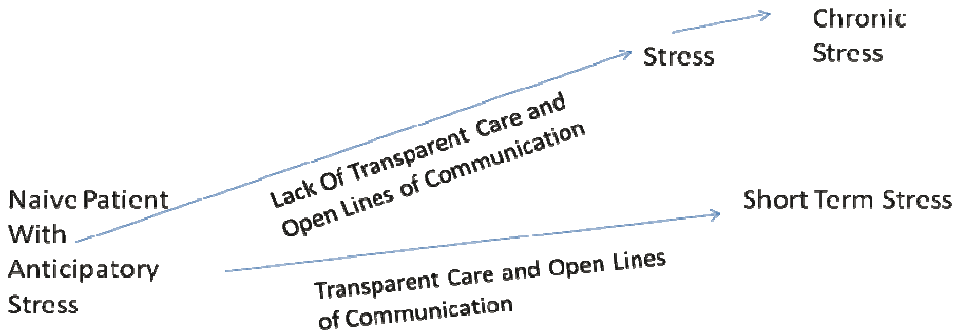 Chronic
Stress
Stress
Lack Of Transparent Care and
Open Lines of Communication
Naive Patient
With
Anticipatory
Stress
Short Term Stress
Transparent Care and Open Lines
of Communication